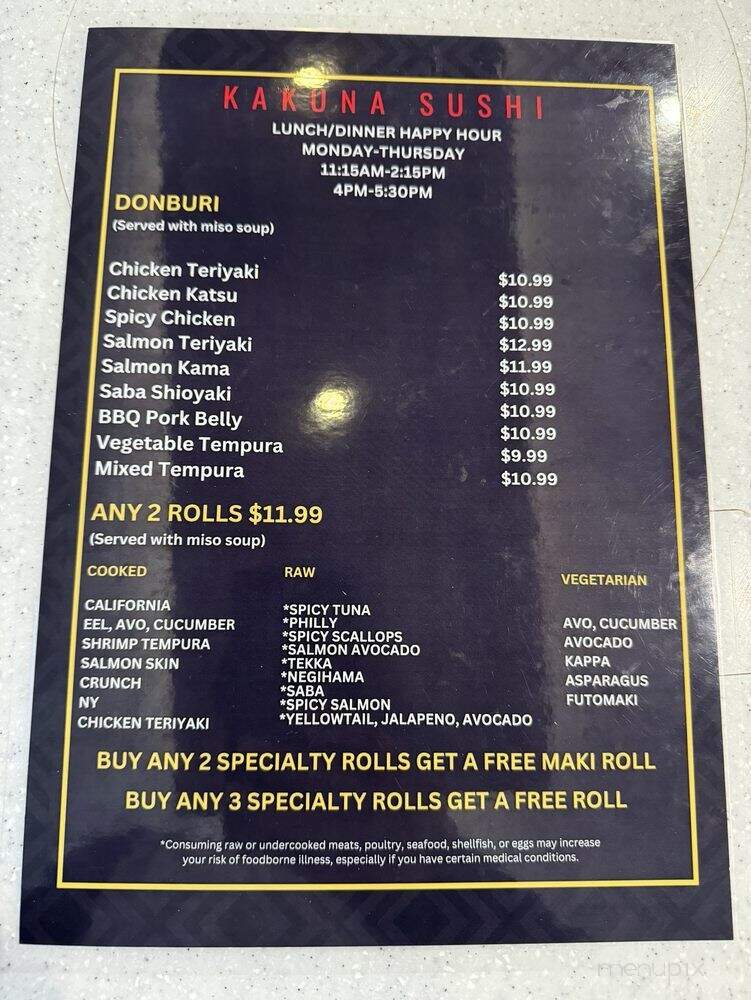 KAKUNA SUSHI
LUNCH/DINNER HAPPY HOUR
MONDAY-THURSDAY
11:15AM-2:15PM
4PM-5:30PM
DONBURI
(Served with miso soup)
Chicken Teriyaki
Chicken Katsu
Spicy Chicken
Salmon Teriyaki
Salmon Kama
Saba Shioyaki
BBQ Pork Belly
Vegetable Tempura
Mixed Tempura
$10.99
$10.99
$10.99
$12.99
$11.99
$10.99
$10.99
$10.99
$9.99
$10.99
ANY 2 ROLLS $11.99
(Served with miso soup)
COOKED
CALIFORNIA
EEL, AVO, CUCUMBER
SHRIMP TEMPURA
SALMON SKIN
CRUNCH
NY
CHICKEN TERIYAKI
RAW
*SPICY TUNA
*PHILLY
*SPICY SCALLOPS
*SALMON AVOCADO
*TEKKA
*NEGIHAMA
*SABA
*SPICY SALMON
*YELLOWTAIL, JALAPENO, AVOCADO
VEGETARIAN
AVO, CUCUMBER
AVOCADO
KAPPA
ASPARAGUS
FUTOMAKI
BUY ANY 2 SPECIALTY ROLLS GET A FREE MAKI ROLL
BUY ANY 3 SPECIALTY ROLLS GET A FREE ROLL
*Consuming raw or undercooked meats, poultry, seafood, shellfish, or eggs may increase
your risk of foodborne illness, especially if you have certain medical conditions.
menupix